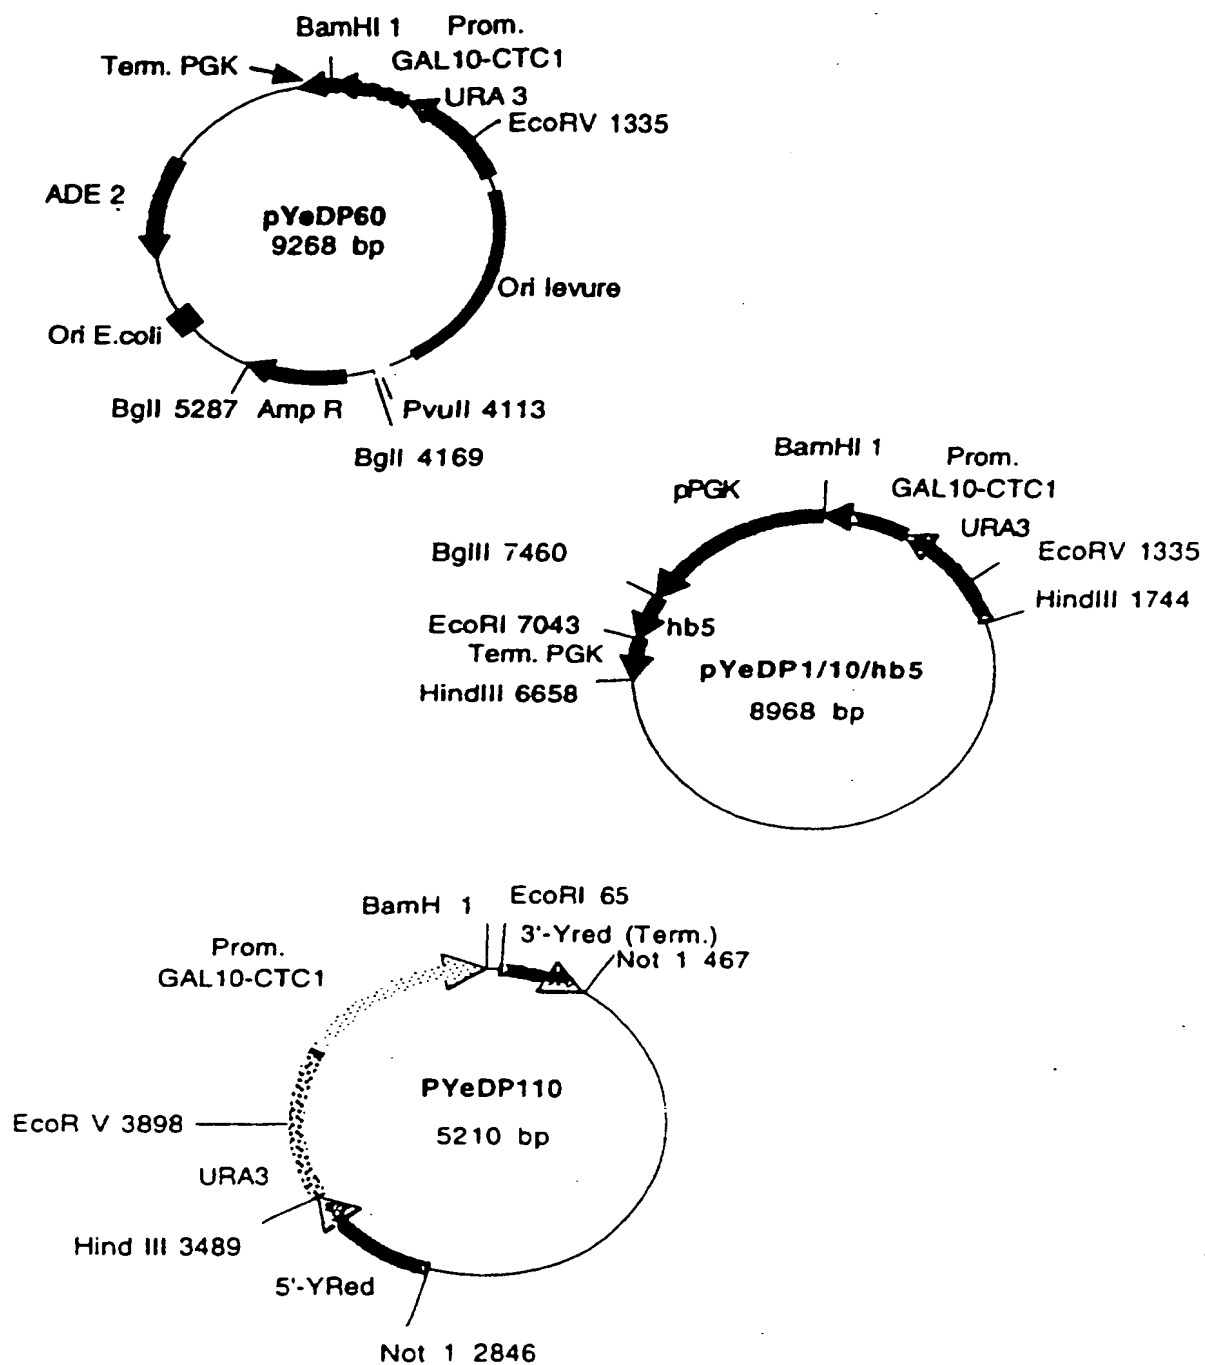 BamHI 1
Prom.
GAL10-CTC1
Term. PGK
URA 3
EcoRV 1335
ADE 2
pYeDP60
9268 bp
Ori levure
Ori E.coli
BglI 5287
Amp R
PvuII 4113
BglI 4169
BamHI 1
Prom.
GAL10-CTC1
pPGK
URA3
BglII 7460
EcoRV 1335
HindIII 1744
EcoRI 7043
hb5
Term. PGK
HindIII 6658
pYeDP1/10/hb5
8968 bp
BamH 1
EcoRI 65
3'-Yred (Term.)
Not 1 467
Prom.
GAL10-CTC1
PYeDP110
5210 bp
EcoR V 3898
URA3
Hind III 3489
5'-YRed
Not 1 2846